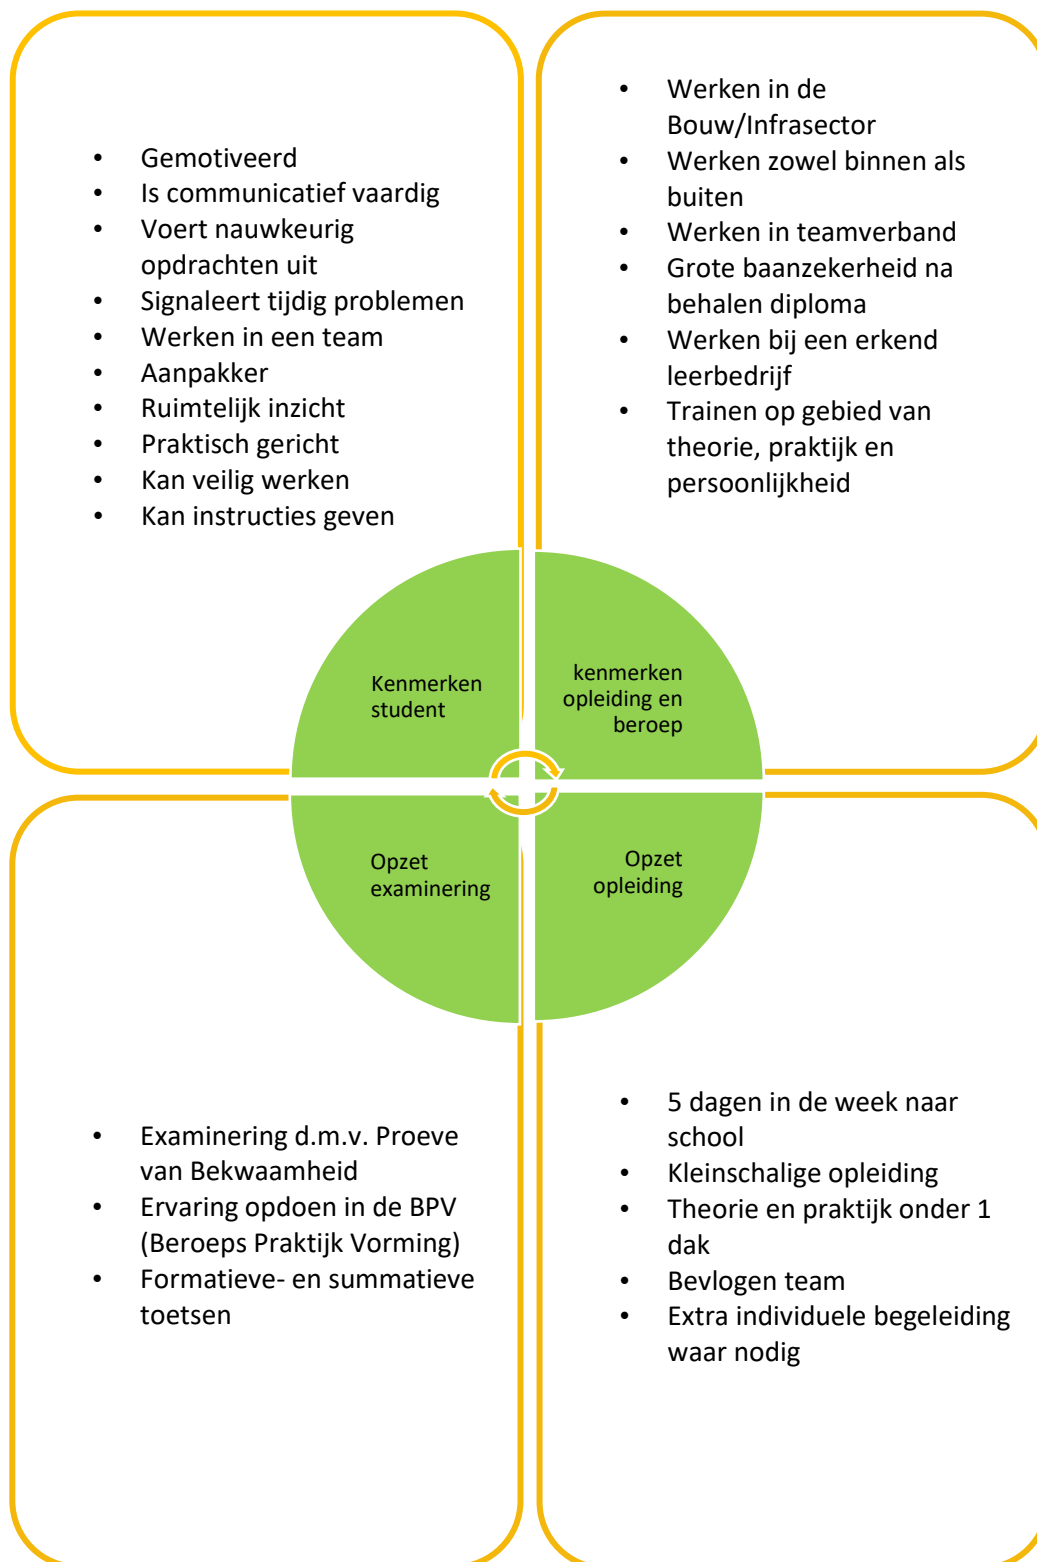 • Gemotiveerd
• Is communicatief vaardig
• Voert nauwkeurig
opdrachten uit
• Signaleert tijdig problemen
• Werken in een team
• Aanpakker
• Ruimtelijk inzicht
• Praktisch gericht
• Kan veilig werken
• Kan instructies geven
• Werken in de
Bouw/Infrasector
• Werken zowel binnen als
buiten
• Werken in teamverband
• Grote baanzekerheid na
behalen diploma
• Werken bij een erkend
leerbedrijf
• Trainen op gebied van
theorie, praktijk en
persoonlijkheid
Kenmerken
student
kenmerken
opleiding en
beroep
Opzet
examinering
Opzet
opleiding
• Examinering d.m.v. Proeve
van Bekwaamheid
• Ervaring opdoen in de BPV
(Beroeps Praktijk Vorming)
• Formatieve- en summatieve
toetsen
• 5 dagen in de week naar
school
• Kleinschalige opleiding
• Theorie en praktijk onder 1
dak
• Bevlogen team
• Extra individuele begeleiding
waar nodig